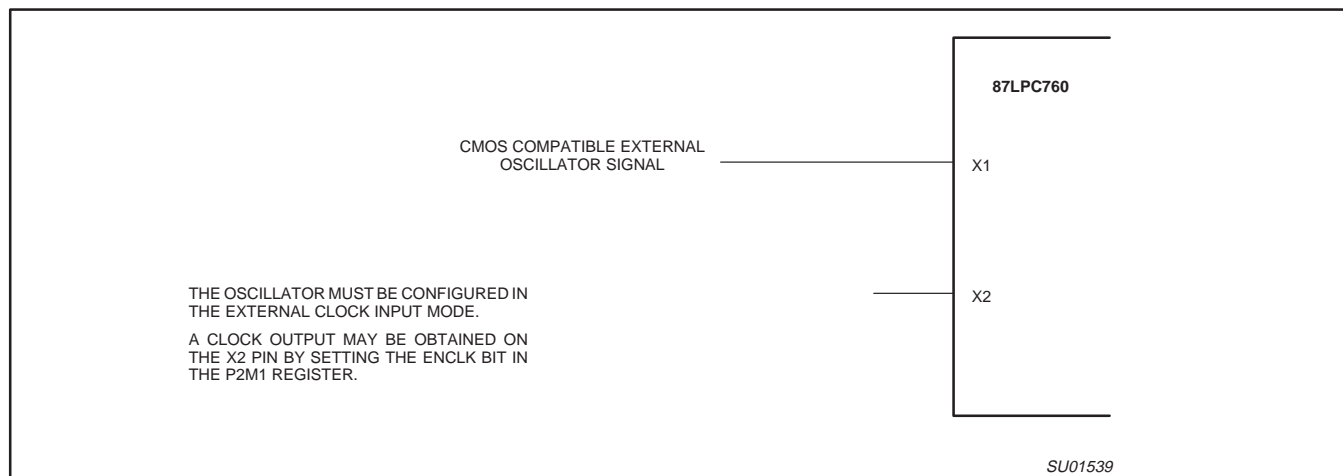 87LPC760
CMOS COMPATIBLE EXTERNAL
OSCILLATOR SIGNAL
X1
THE OSCILLATOR MUST BE CONFIGURED IN
THE EXTERNAL CLOCK INPUT MODE.
X2
A CLOCK OUTPUT MAY BE OBTAINED ON
THE X2 PIN BY SETTING THE ENCLK BIT IN
THE P2M1 REGISTER.
SU01539